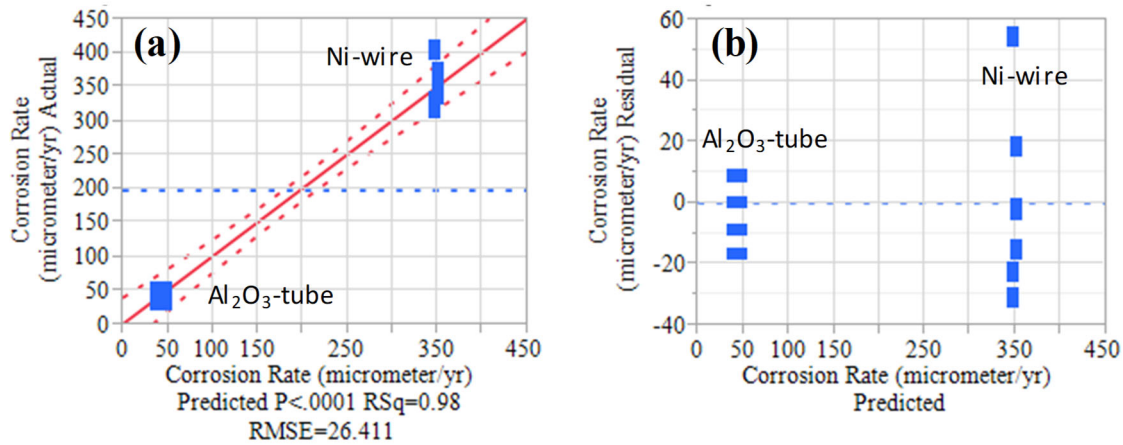 (a)
Corrosion Rate
(micrometer/yr) Actual
450
400
350
300
250
200
150
100
50
0
Ni-wire
Al₂O₃-tube
0 50 100 150 250 350 450
Corrosion Rate (micrometer/yr)
Predicted P<.0001 RSq=0.98
RMSE=26.411
(b)
Corrosion Rate
(micrometer/yr) Residual
60
40
20
0
-20
-40
Ni-wire
Al₂O₃-tube
0 50 100 150 250 350 450
Corrosion Rate (micrometer/yr)
Predicted